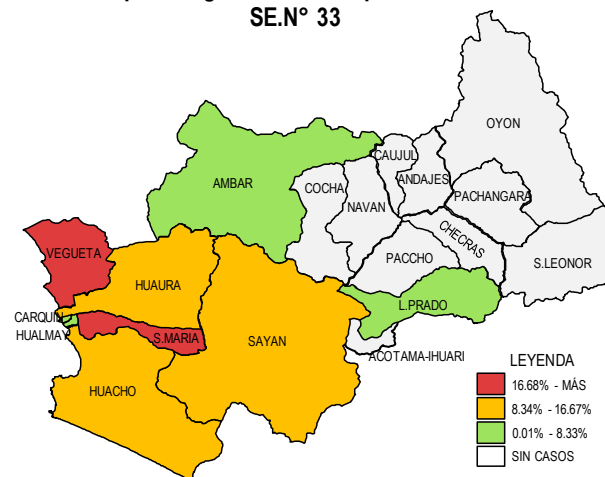 SE.N° 33
OYON
CAUJUL
ANDAJES
AMBAR
COCHA
PACHANGARA
NAVAN
CHECRAS
VEGUETA
PACCHO
S.LEONOR
HUAURA
L.PRADO
CARQUIN
HUALMAY
S.MARIA
SAYAN
ACOTAMA-IHUARI
HUACHO
LEYENDA
16.68% - MÁS
8.34% - 16.67%
0.01% - 8.33%
SIN CASOS